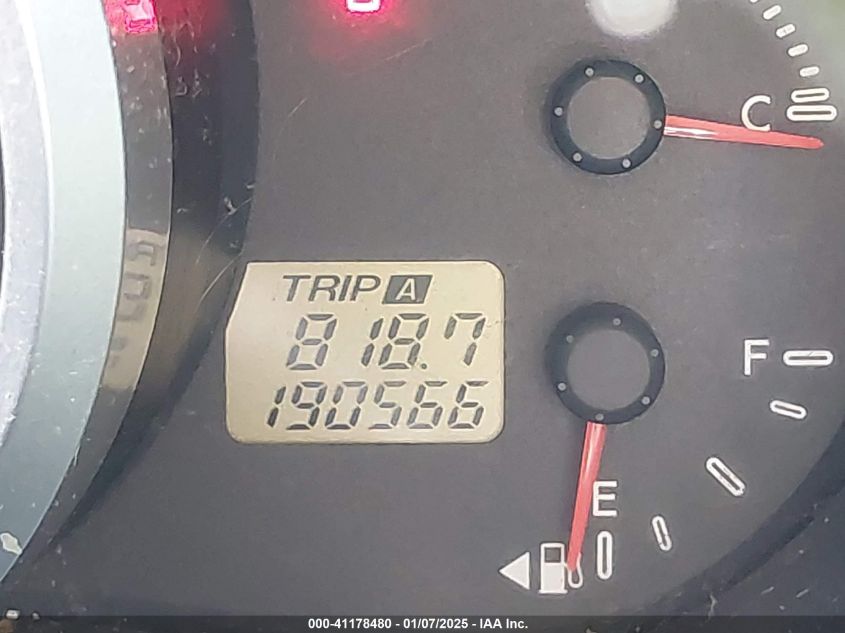 C
TRIP A
818.7
190566
F
E
000-41178480 - 01/07/2025 - IAA Inc.